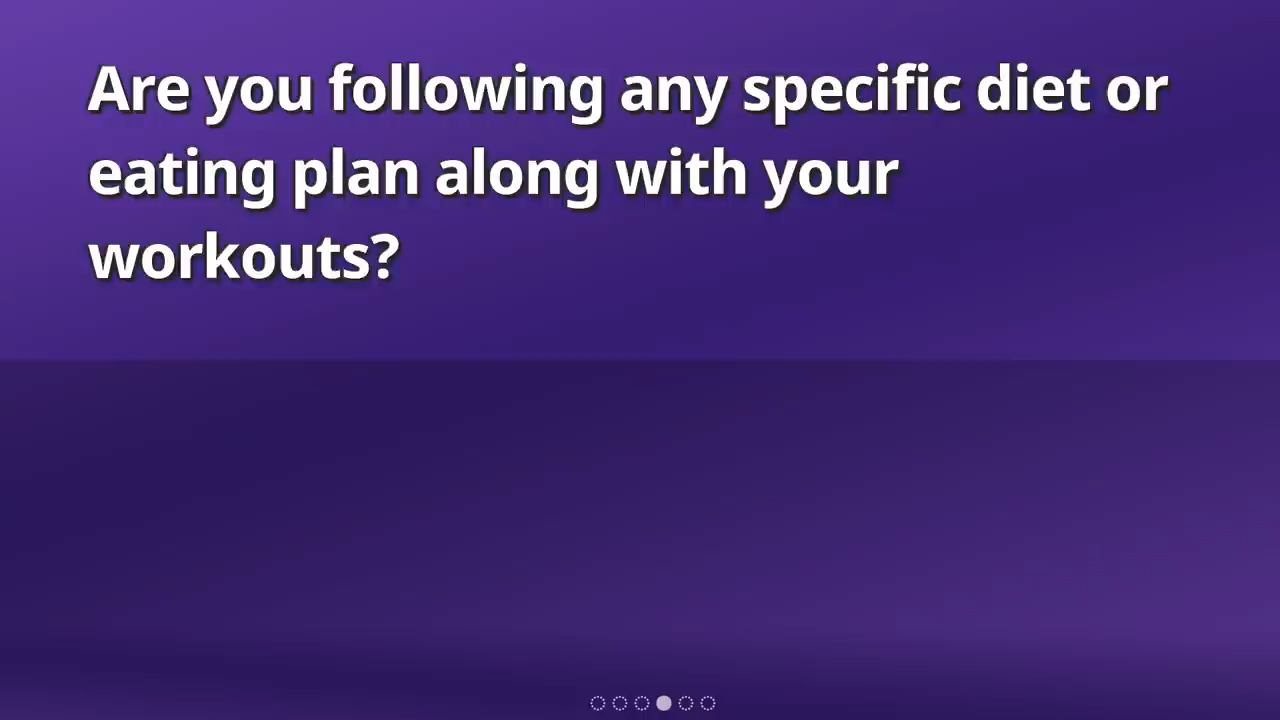 Are you following any specific diet or
eating plan along with your
workouts?